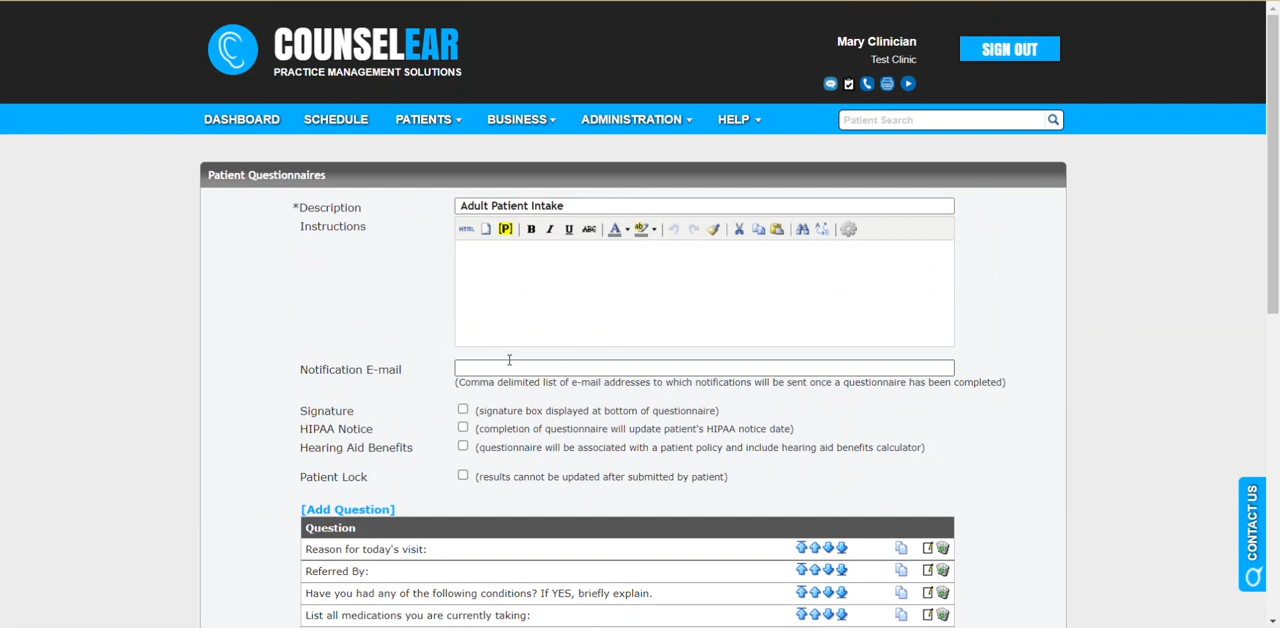 COUNSELEAR
PRACTICE MANAGEMENT SOLUTIONS
Mary Clinician
Test Clinic
SIGN OUT
DASHBOARD SCHEDULE PATIENTS BUSINESS ADMINISTRATION HELP Patient Search
Patient Questionnaires
*Description Adult Patient Intake
Instructions
HTML [P] B I U ABC A ab
Notification E-mail
(Comma delimited list of e-mail addresses to which notifications will be sent once a questionnaire has been completed)
Signature (signature box displayed at bottom of questionnaire)
HIPAA Notice (completion of questionnaire will update patient's HIPAA notice date)
Hearing Aid Benefits (questionnaire will be associated with a patient policy and include hearing aid benefits calculator)
Patient Lock (results cannot be updated after submitted by patient)
[Add Question]
Question
Reason for today's visit:
Referred By:
Have you had any of the following conditions? If YES, briefly explain.
List all medications you are currently taking:
CONTACT US